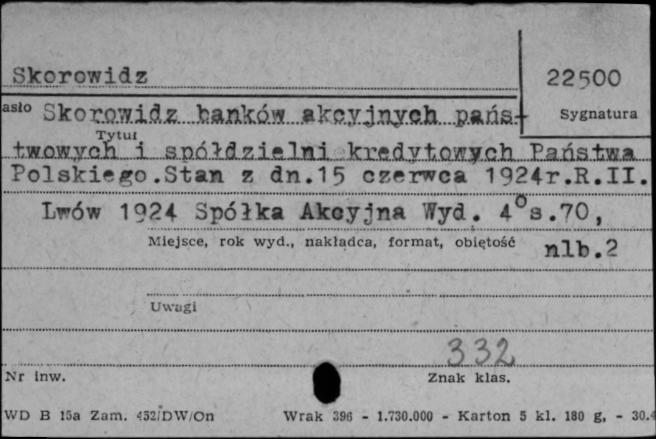 Skorowidz
22500
asło Skorowidz banków akcyjnych pańs-
Sygnatura
Tytuł
twowych i spółdzielni kredytowych Państwa
Polskiego.Stan z dn.15 czerwca 1924r.R.II.
Lwów 1924 Spółka Akcyjna Wyd. 4°s.70,
Miejsce, rok wyd., nakładca, format, obiętość
nlb.2
Uwagi
332
Nr inw.
Znak klas.
WD B 15a Zam. 452/DW/On Wrak 396 - 1.730.000 - Karton 5 kl. 180 g, - 30.4